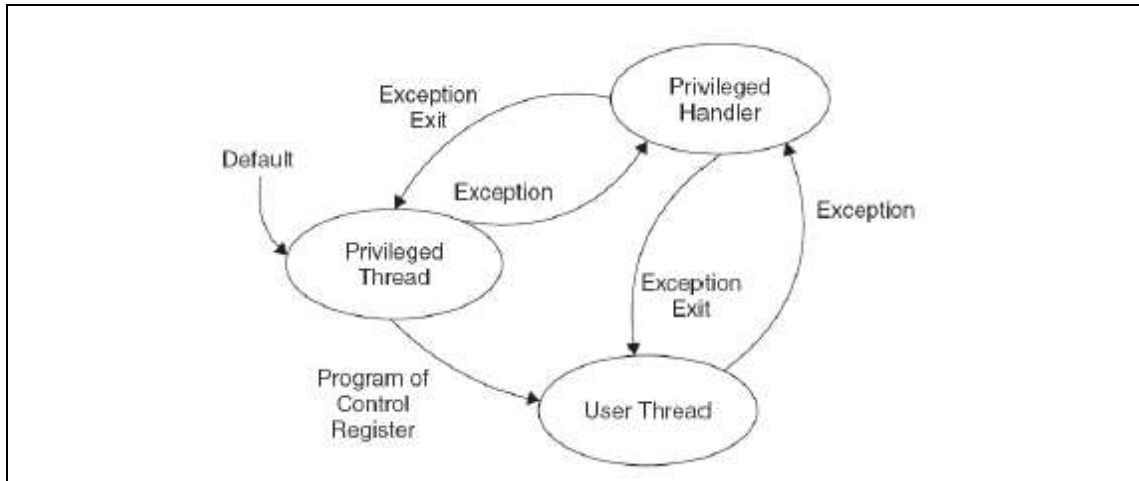 Privileged
Handler
Exception
Exit
Default
Exception
Exception
Privileged
Thread
Exception
Exit
Program of
Control
Register
User Thread